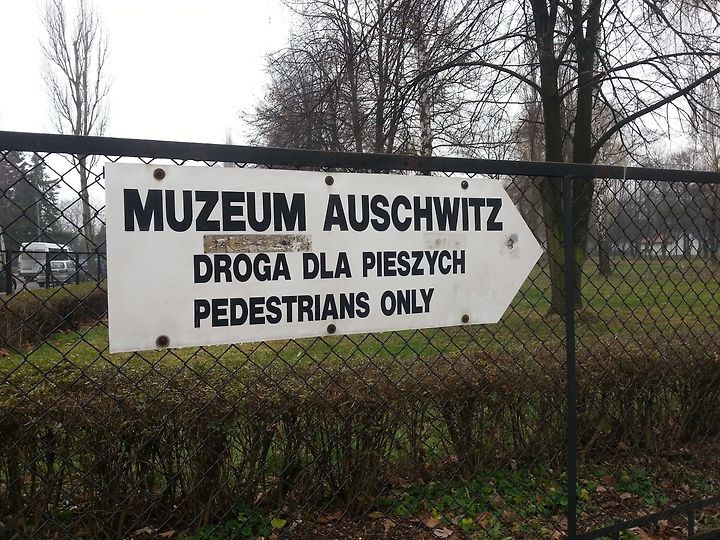 MUZEUM AUSCHWITZ
DROGA DLA PIESZYCH
PEDESTRIANS ONLY